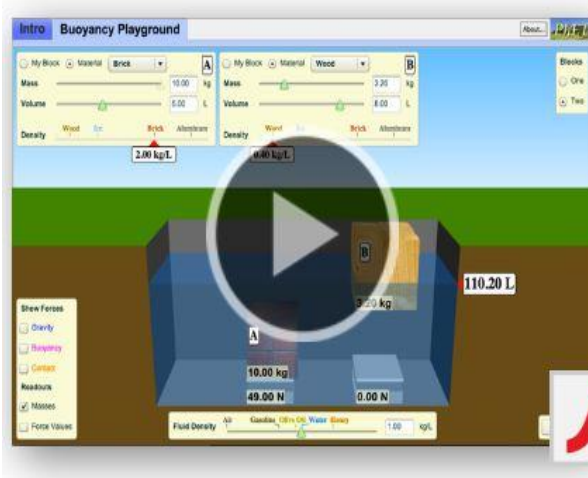 Intro Buoyancy Playground About... PhET
My Block Material Brick A
Mass 10.00 kg
Volume 5.00 L
Density Wood Ice Brick Aluminum
2.00 kg/L
My Block Material Wood B
Mass 3.20 kg
Volume 8.00 L
Density Wood Ice Brick Aluminum
0.40 kg/L
Blocks
One
Two
B
110.20 L
3.20 kg
A
10.00 kg
49.00 N
0.00 N
Show Forces
Gravity
Buoyancy
Contact
Readouts
Masses
Force Values
Fluid Density Air Gasoline Olive Oil Water Honey 1.00 kg/L